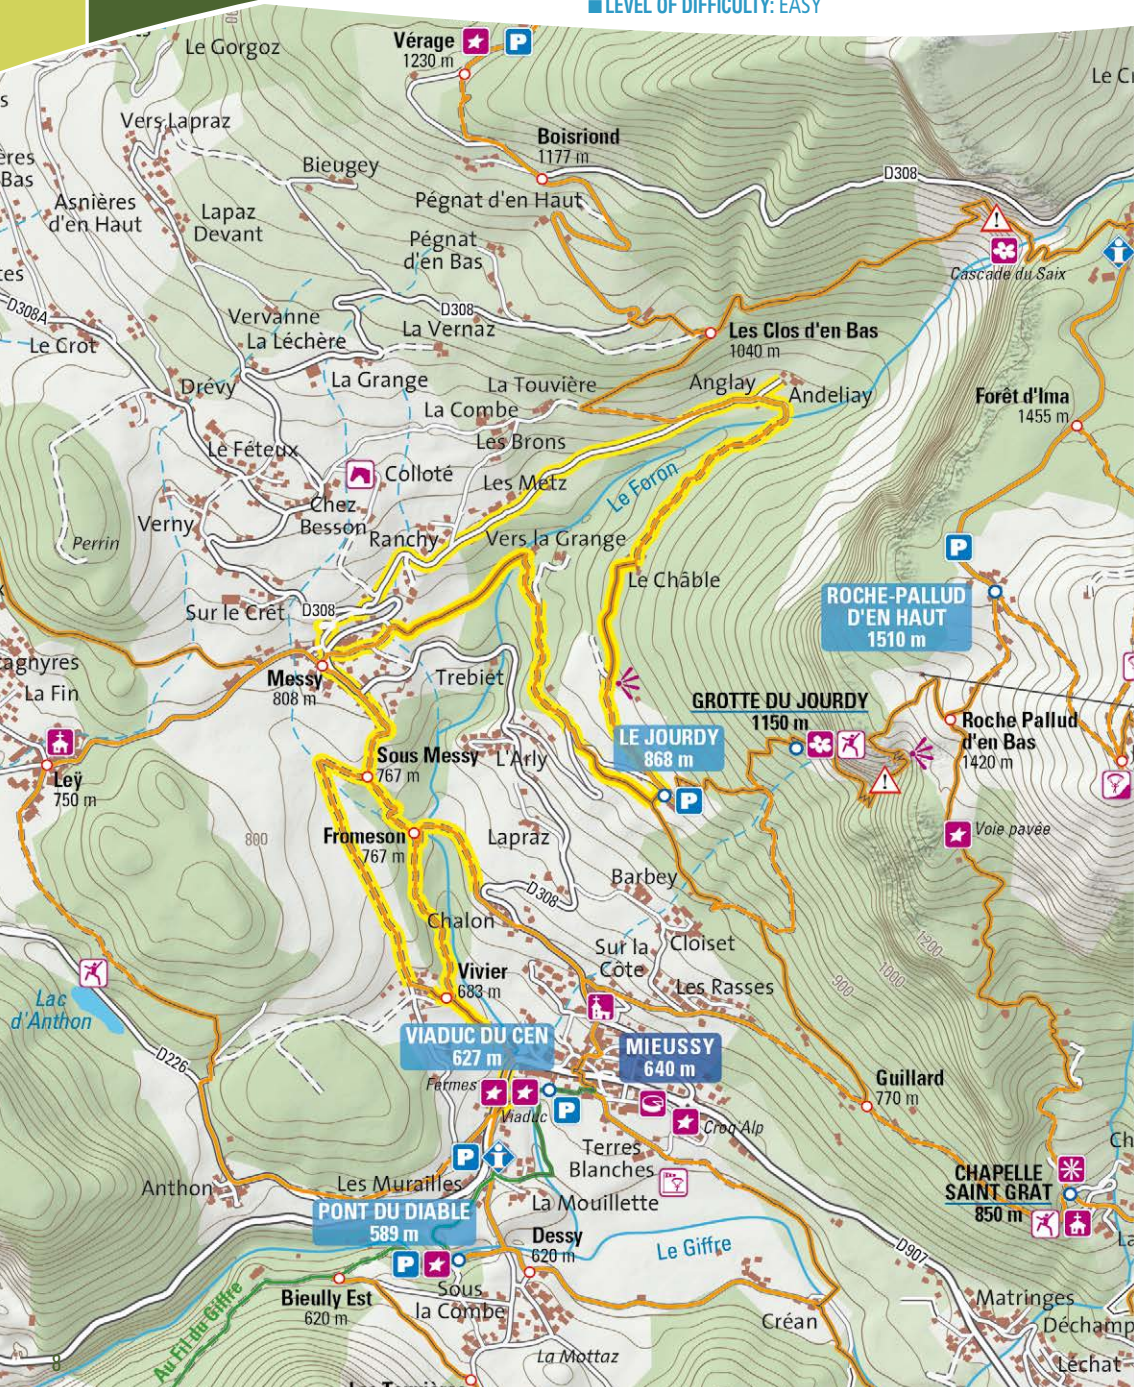 LEVEL OF DIFFICULTY: EASY
Le Gorgoz
Vérage
1230 m
P
Vers Lapraz
Boisriond
1177 m
Bieugey
D308
Bas
Asnières
d'en Haut
Lapaz
Devant
Pégnat d'en Haut
Pégnat
d'en Bas
Cascade du Saix
D308A
Vervanne
D308
La Vernaz
Le Crot
La Léchère
Les Clos d'en Bas
1040 m
Drévy
La Grange
La Touvière
Anglay
Andeliay
La Combe
Forêt d'Ima
1455 m
Le Féteux
Les Brons
Colloté
Les Metz
Le Foron
Chez
Besson
Verny
Ranchy
Vers la Grange
Perrin
P
Le Châble
Sur le Crêt
D308
ROCHE-PALLUD
D'EN HAUT
1510 m
agnyres
La Fin
Messy
808 m
Trebiet
GROTTE DU JOURDY
1150 m
Roche Pallud
d'en Bas
1420 m
LE JOURDY
868 m
Sous Messy
767 m
L'Arly
Leÿ
750 m
P
800
Fromeson
767 m
Lapraz
Voie pavée
Barbey
D308
Chalon
Sur la
Côte
Cloiset
1200
1000
900
Vivier
683 m
Les Rasses
Lac
d'Anthon
VIADUC DU CEN
627 m
MIEUSSY
640 m
D226
Fermes
Viaduc
P
Guillard
770 m
Croq'Alp
Terres
Blanches
P
Ch
Anthon
Les Murailles
La Mouillette
CHAPELLE
SAINT GRAT
850 m
PONT DU DIABLE
589 m
Dessy
620 m
Le Giffre
D907
P
Bieully Est
620 m
Sous
la Combe
Au Fil du Giffre
Matringes
Créan
Déchamp
La Mottaz
Léchat
8